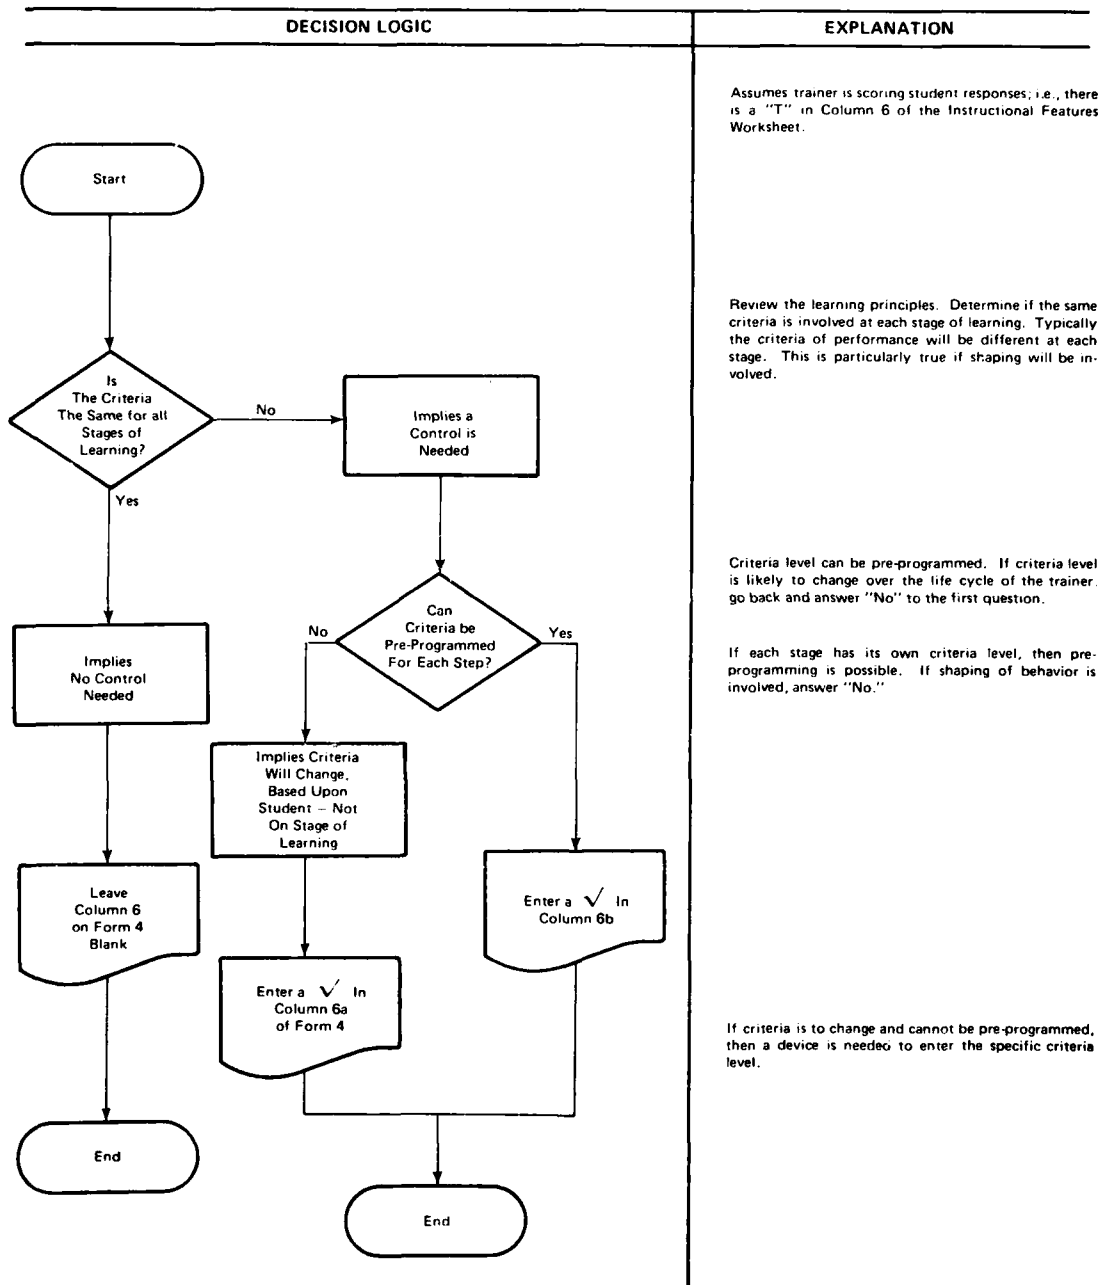 DECISION LOGIC
EXPLANATION
Assumes trainer is scoring student responses; i.e., there
is a "T" in Column 6 of the Instructional Features
Worksheet.
Start
Review the learning principles. Determine if the same
criteria is involved at each stage of learning. Typically
the criteria of performance will be different at each
stage. This is particularly true if shaping will be in-
volved.
Is
The Criteria
The Same for all
Stages of
Learning?
No
Implies a
Control is
Needed
Yes
Criteria level can be pre-programmed. If criteria level
is likely to change over the life cycle of the trainer,
go back and answer "No" to the first question.
Can
Criteria be
Pre-Programmed
For Each Step?
No
Yes
If each stage has its own criteria level, then pre-
programming is possible. If shaping of behavior is
involved, answer "No."
Implies
No Control
Needed
Implies Criteria
Will Change,
Based Upon
Student – Not
On Stage of
Learning
Leave
Column 6
on Form 4
Blank
Enter a √ In
Column 6b
Enter a √ In
Column 6a
of Form 4
If criteria is to change and cannot be pre-programmed,
then a device is needed to enter the specific criteria
level.
End
End